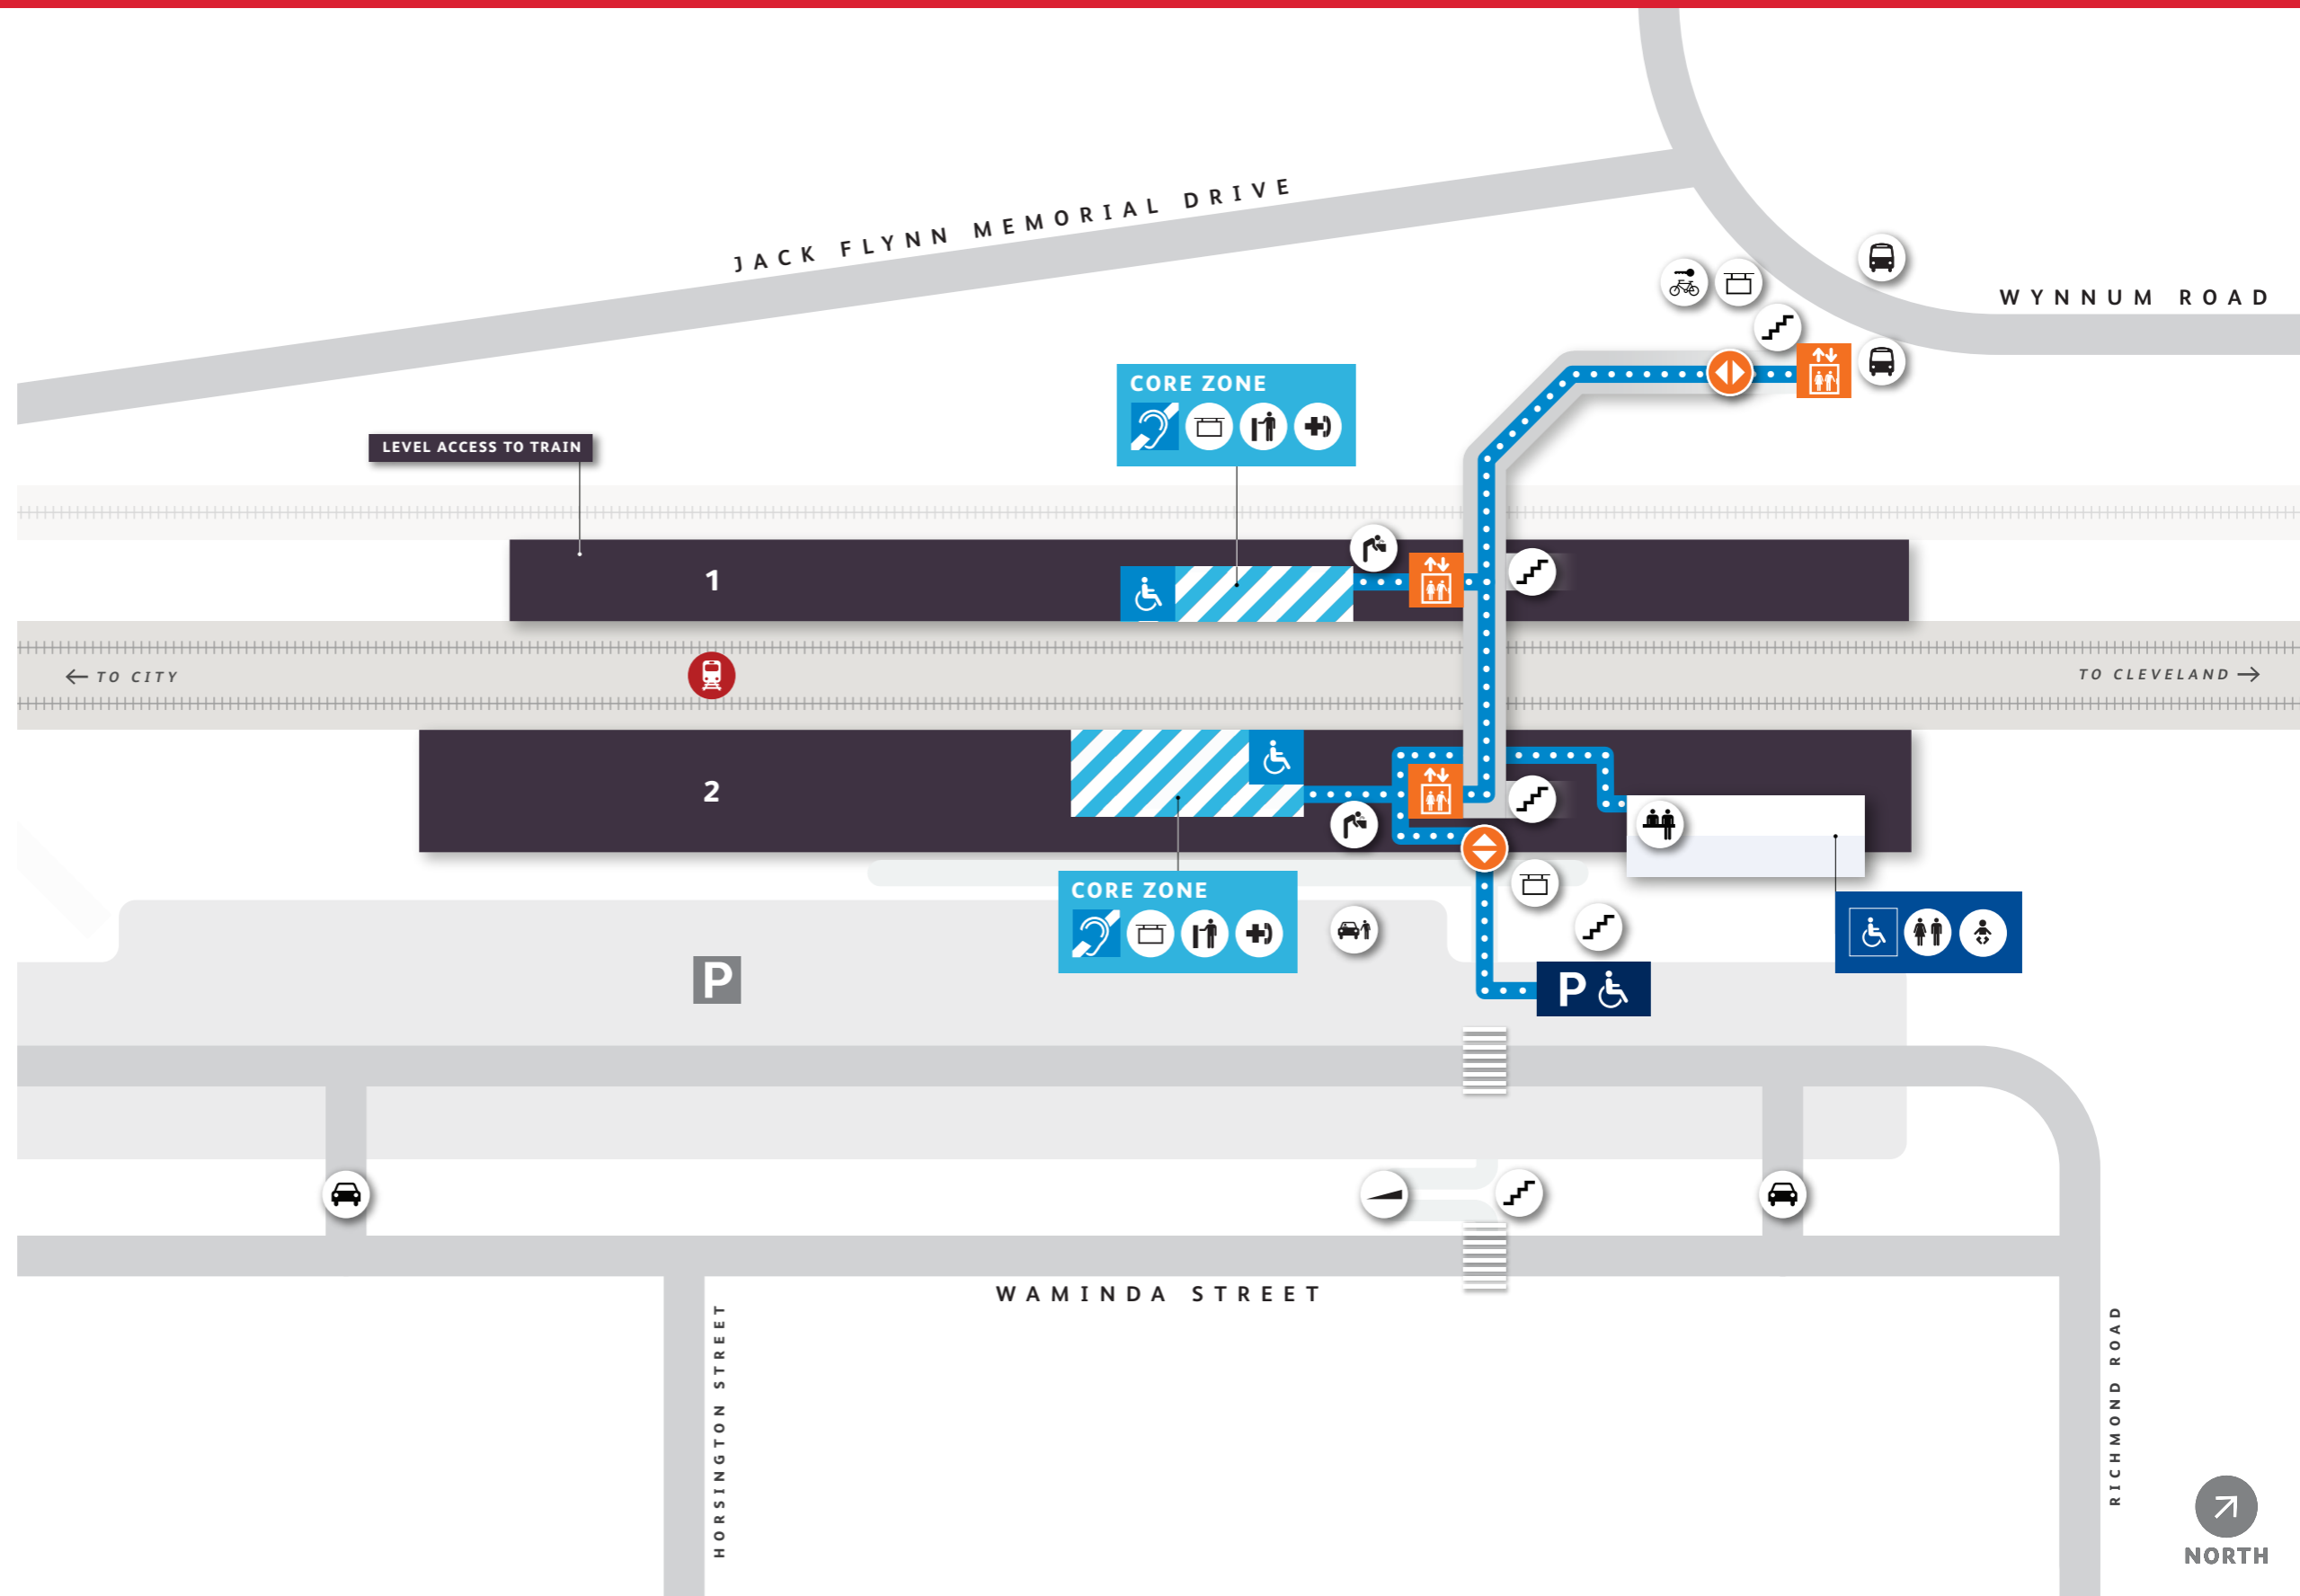 JACK FLYNN MEMORIAL DRIVE
WYNNUM ROAD
CORE ZONE
LEVEL ACCESS TO TRAIN
1
← TO CITY
TO CLEVELAND →
2
CORE ZONE
P
P
WAMINDA STREET
HORSINGTON STREET
RICHMOND ROAD
NORTH